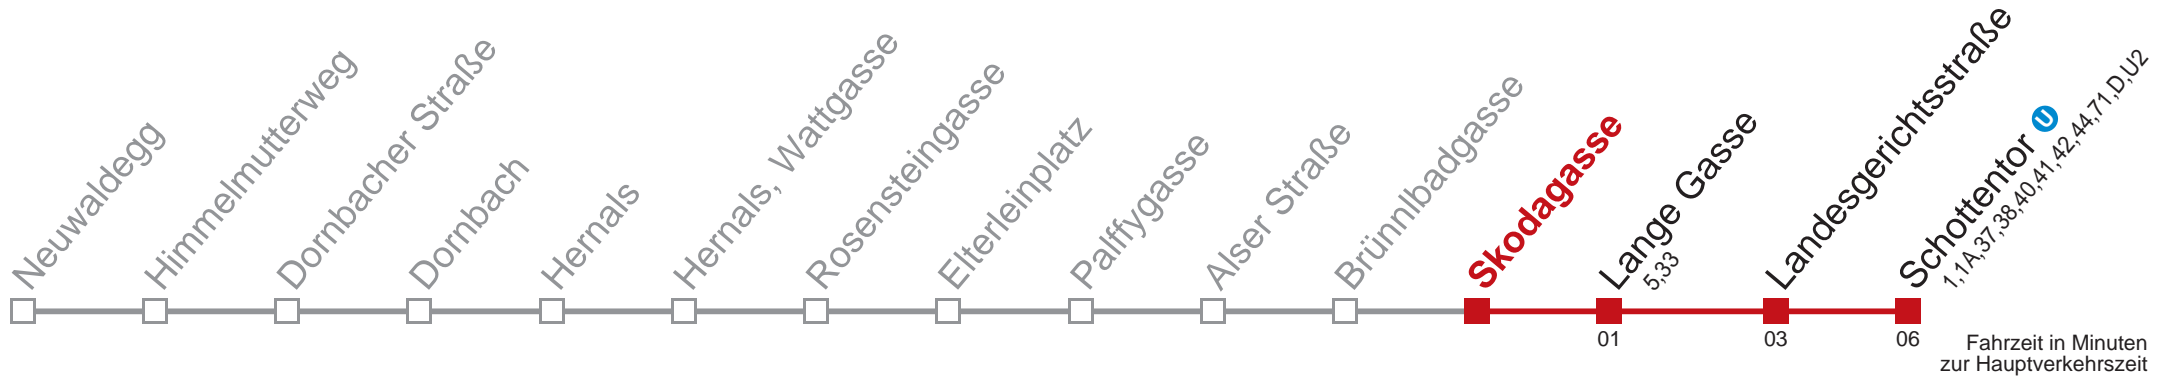 Neuwaldegg
Himmelmutterweg
Dornbacher Straße
Dornbach
Hernals
Hernals, Wattgasse
Rosensteingasse
Elterleinplatz
Palffygasse
Alser Straße
Brünnlbadgasse
Skodagasse
Lange Gasse
5,33
Landesgerichtsstraße
Schottentor U
1,1A,37,38,40,41,42,44,71,D,U2
01
03
06
Fahrzeit in Minuten
zur Hauptverkehrszeit